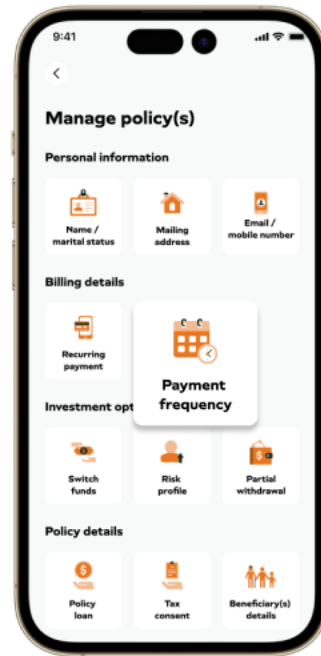 9:41
Manage policy(s)
Personal information
Name /
marital status
Mailing
address
Email /
mobile number
Billing details
Recurring
payment
Payment
frequency
Investment opt
Switch
funds
Risk
profile
Partial
withdrawal
Policy details
Policy
loan
Tax
consent
Beneficiary(s)
details